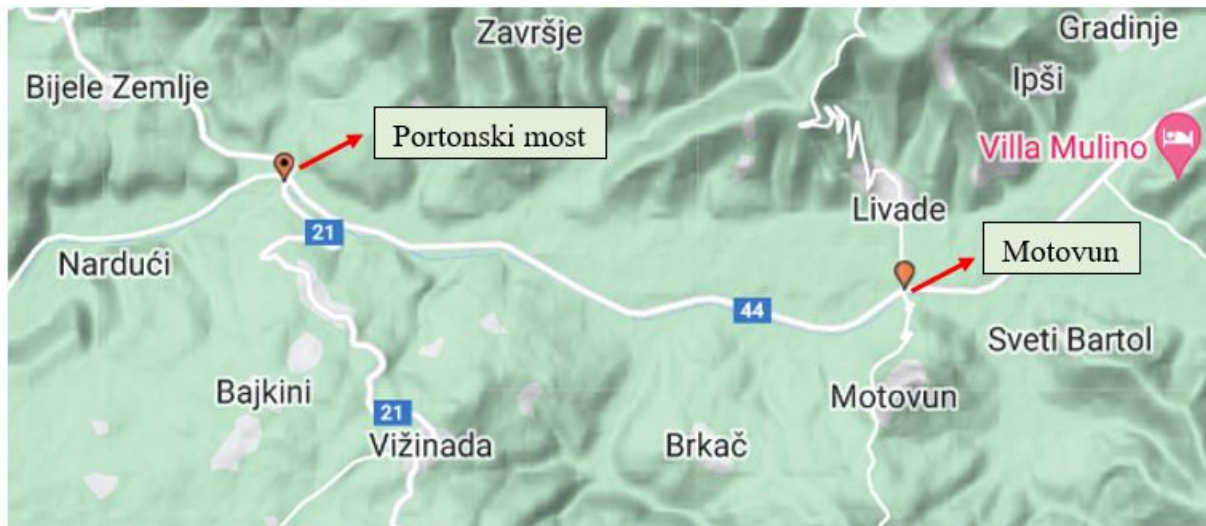 Završje
Gradinje
Ipši
Bijele Zemlje
Portonski most
Villa Mulino
Livade
21
Nardući
Motovun
44
Sveti Bartol
Bajkini
Motovun
21
Vižinada
Brkač